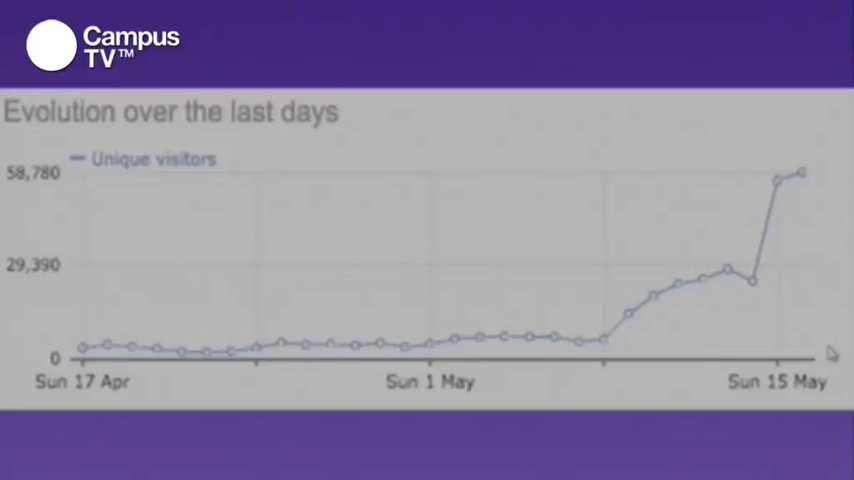 Campus
TV™
Evolution over the last days
Unique visitors
58,780
29,390
0
Sun 17 Apr
Sun 1 May
Sun 15 May